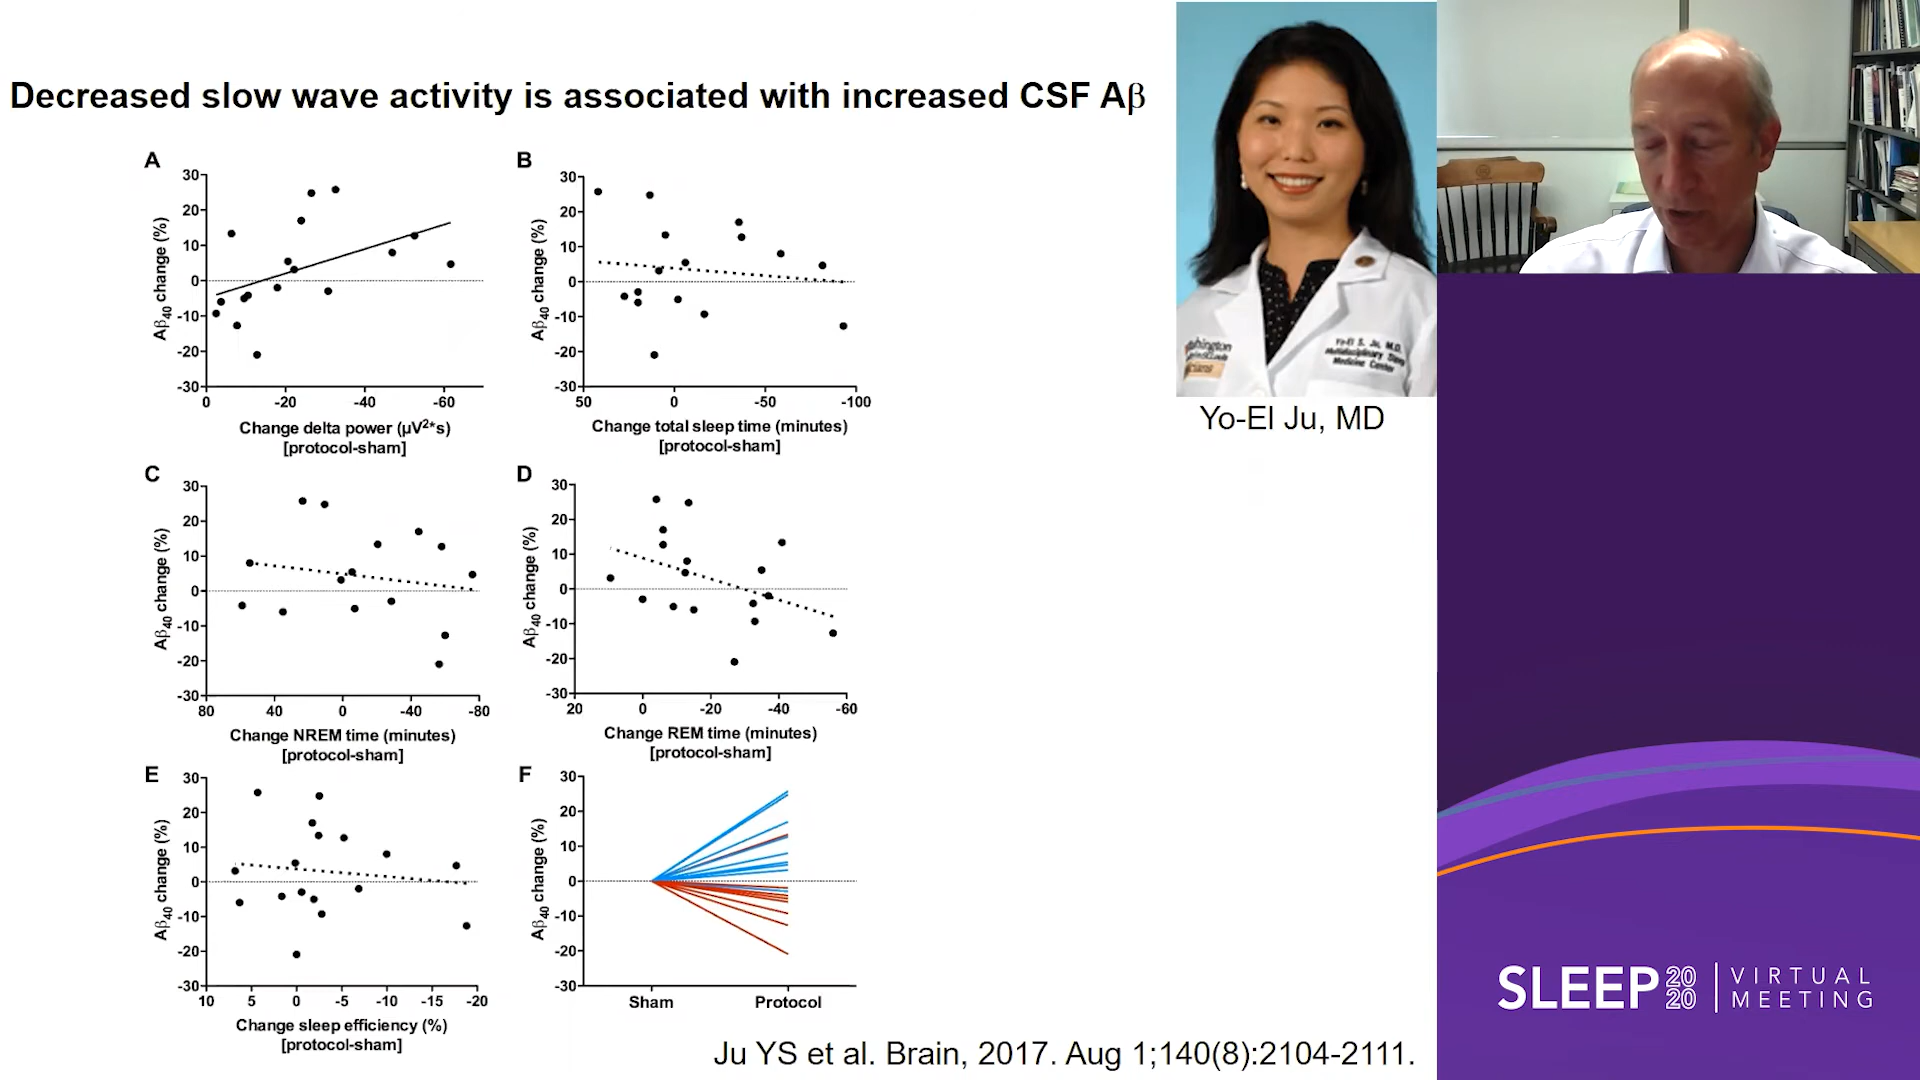 Decreased slow wave activity is associated with increased CSF Aβ
A
30
20
10
0
-10
-20
-30
Aβ40 change (%)
0 -20 -40 -60
Change delta power (µV2*s)
[protocol-sham]
B
30
20
10
0
-10
-20
-30
Aβ40 change (%)
50 0 -50 -100
Change total sleep time (minutes)
[protocol-sham]
C
30
20
10
0
-10
-20
-30
Aβ40 change (%)
80 40 0 -40 -80
Change NREM time (minutes)
[protocol-sham]
D
30
20
10
0
-10
-20
-30
Aβ40 change (%)
20 0 -20 -40 -60
Change REM time (minutes)
[protocol-sham]
E
30
20
10
0
-10
-20
-30
Aβ40 change (%)
10 5 0 -5 -10 -15 -20
Change sleep efficiency (%)
[protocol-sham]
F
30
20
10
0
-10
-20
-30
Aβ40 change (%)
Sham Protocol
Yo-El S. Ju, M.D.
Multidisciplinary Sleep
Medicine Center
Yo-El Ju, MD
Ju YS et al. Brain, 2017. Aug 1;140(8):2104-2111.
SLEEP 2020
VIRTUAL
MEETING